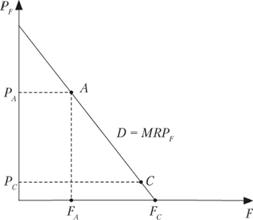 P_F
P_A
A
D = MRP_F
P_C
C
F_A
F_C
F